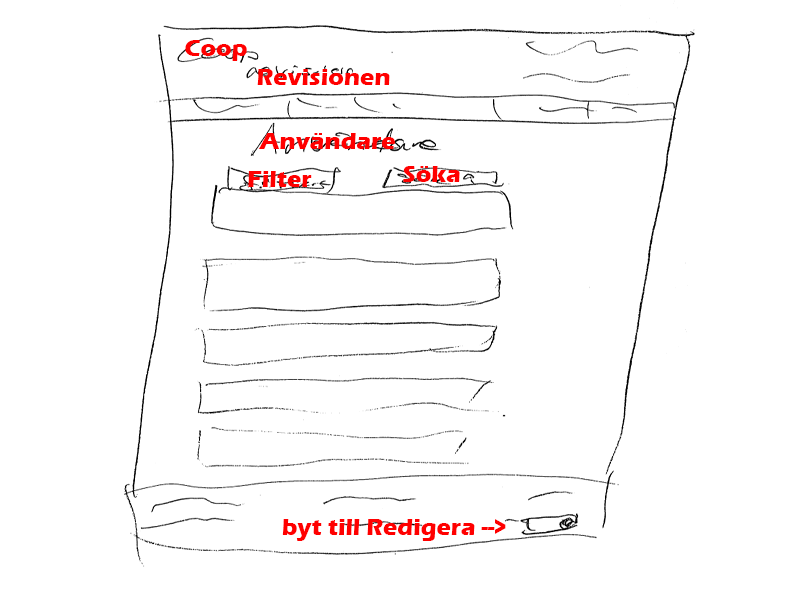 Coop
Revisionen
Användare
Filter
Söka
byt till Redigera -->